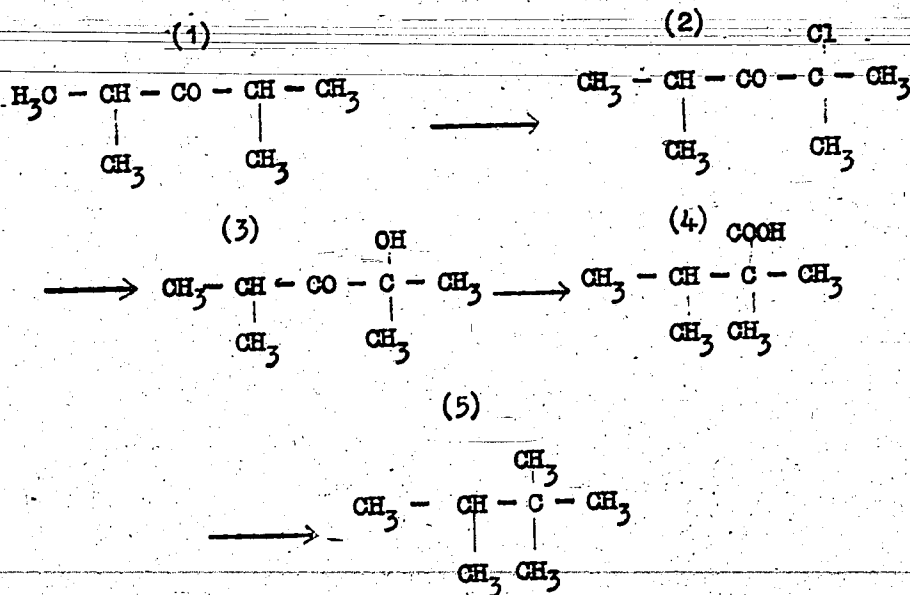 (1) (2)
Cl
H₃C - CH - CO - CH - CH₃ CH₃ - CH - CO - C - CH₃
CH₃ CH₃ CH₃ CH₃
(3) (4)
OH COOH
CH₃ - CH - CO - C - CH₃ CH₃ - CH - C - CH₃
CH₃ CH₃ CH₃ CH₃
(5)
CH₃
CH₃ - CH - C - CH₃
CH₃ CH₃